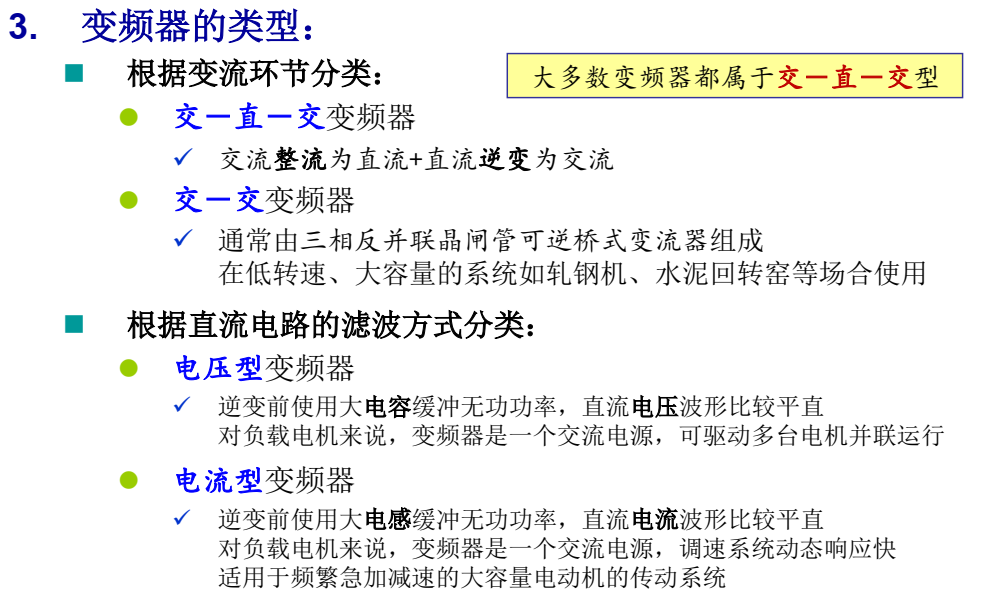 3. 变频器的类型：
根据变流环节分类：
大多数变频器都属于交－直－交型
交－直－交变频器
交流整流为直流+直流逆变为交流
交－交变频器
通常由三相反并联晶闸管可逆桥式变流器组成
在低转速、大容量的系统如轧钢机、水泥回转窑等场合使用
根据直流电路的滤波方式分类：
电压型变频器
逆变前使用大电容缓冲无功功率，直流电压波形比较平直
对负载电机来说，变频器是一个交流电源，可驱动多台电机并联运行
电流型变频器
逆变前使用大电感缓冲无功功率，直流电流波形比较平直
对负载电机来说，变频器是一个交流电源，调速系统动态响应快
适用于频繁急加减速的大容量电动机的传动系统